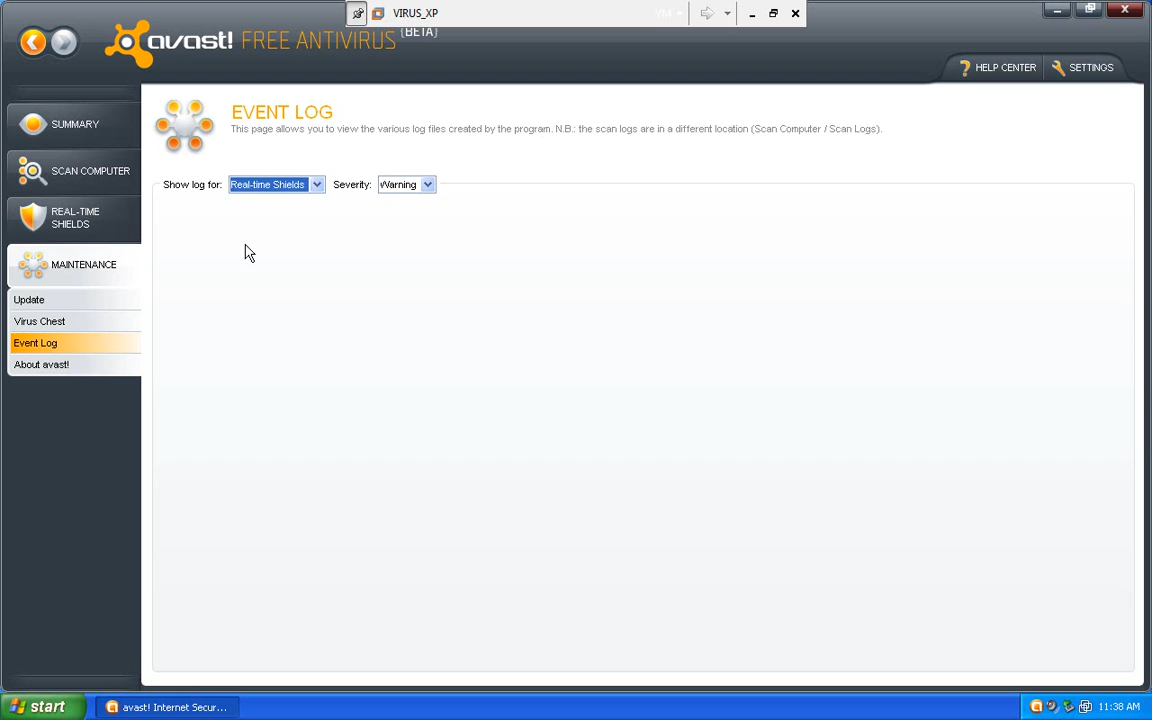 VIRUS_XP
VM
avast! FREE ANTIVIRUS (BETA)
HELP CENTER
SETTINGS
SUMMARY
SCAN COMPUTER
REAL-TIME
SHIELDS
MAINTENANCE
Update
Virus Chest
Event Log
About avast!
EVENT LOG
This page allows you to view the various log files created by the program. N.B.: the scan logs are in a different location (Scan Computer / Scan Logs).
Show log for: Real-time Shields Severity: Warning
start
avast! Internet Secur...
11:38 AM